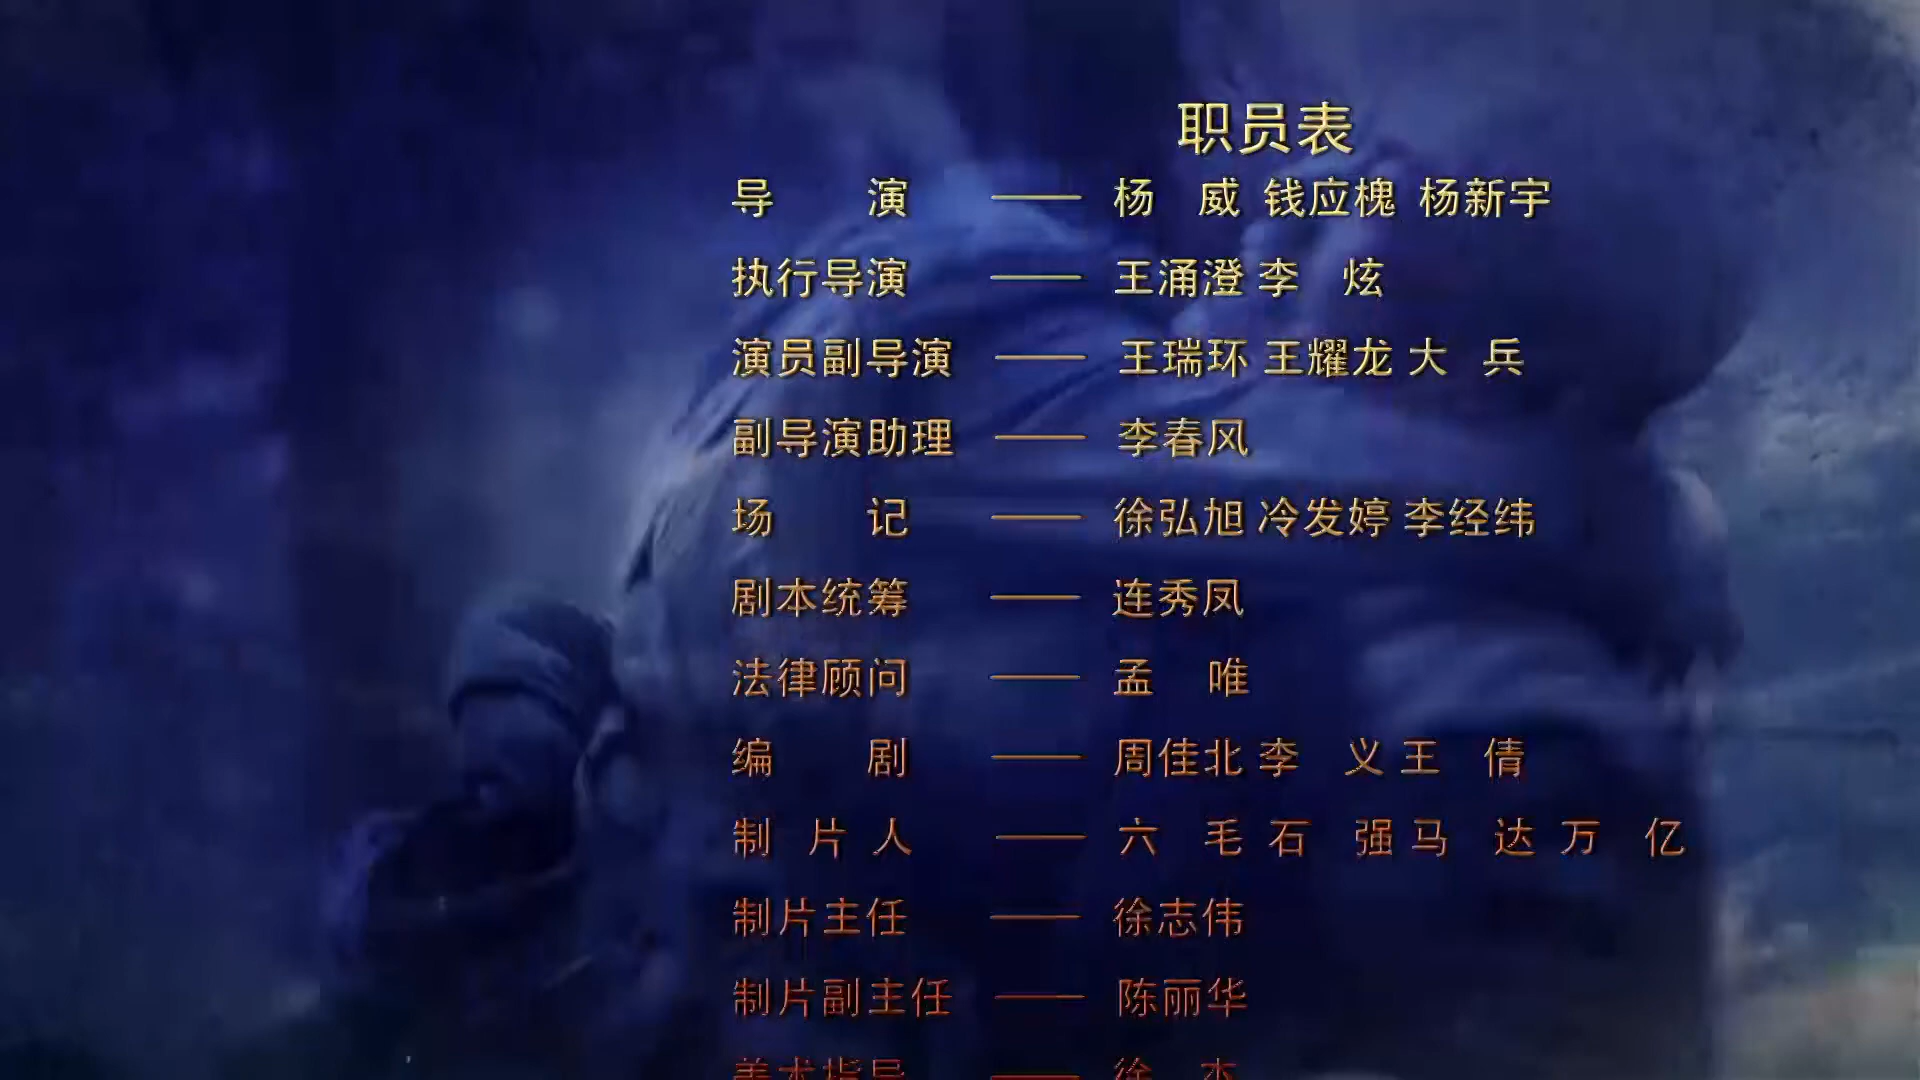 职员表
导 演 —— 杨 威 钱应槐 杨新宇
执行导演 —— 王涌澄 李 炫
演员副导演 —— 王瑞环 王耀龙 大 兵
副导演助理 —— 李春风
场 记 —— 徐弘旭 冷发婷 李经纬
剧本统筹 —— 连秀凤
法律顾问 —— 孟 唯
编 剧 —— 周佳北 李 义 王 倩
制 片 人 —— 六 毛 石 强 马 达 万 亿
制片主任 —— 徐志伟
制片副主任 —— 陈丽华
美术指导 —— 徐